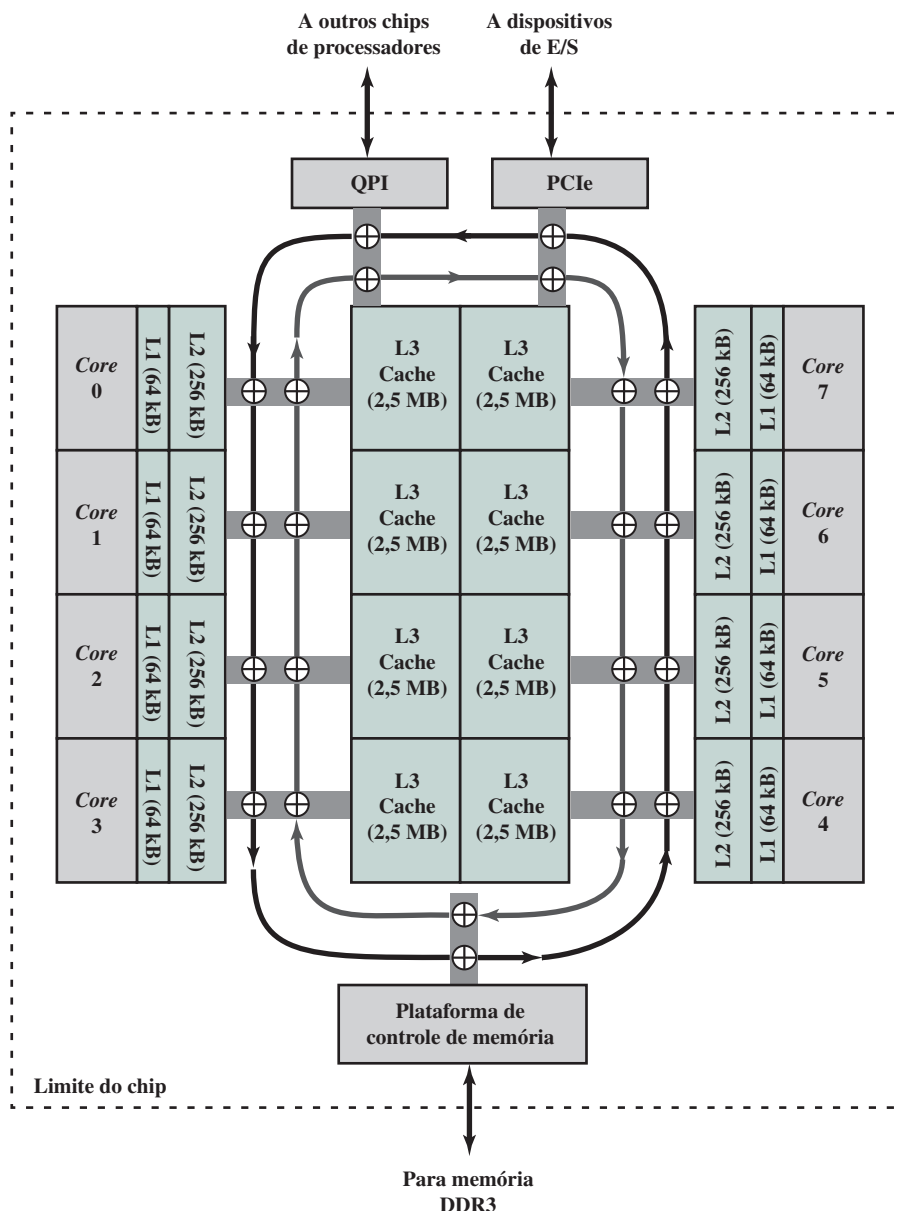 A outros chips
de processadores
A dispositivos
de E/S
QPI
PCIe
Core
0
L1 (64 kB)
L2 (256 kB)
L3
Cache
(2,5 MB)
L3
Cache
(2,5 MB)
L2 (256 kB)
L1 (64 kB)
Core
7
Core
1
L1 (64 kB)
L2 (256 kB)
L3
Cache
(2,5 MB)
L3
Cache
(2,5 MB)
L2 (256 kB)
L1 (64 kB)
Core
6
Core
2
L1 (64 kB)
L2 (256 kB)
L3
Cache
(2,5 MB)
L3
Cache
(2,5 MB)
L2 (256 kB)
L1 (64 kB)
Core
5
Core
3
L1 (64 kB)
L2 (256 kB)
L3
Cache
(2,5 MB)
L3
Cache
(2,5 MB)
L2 (256 kB)
L1 (64 kB)
Core
4
Plataforma de
controle de memória
Limite do chip
Para memória
DDR3